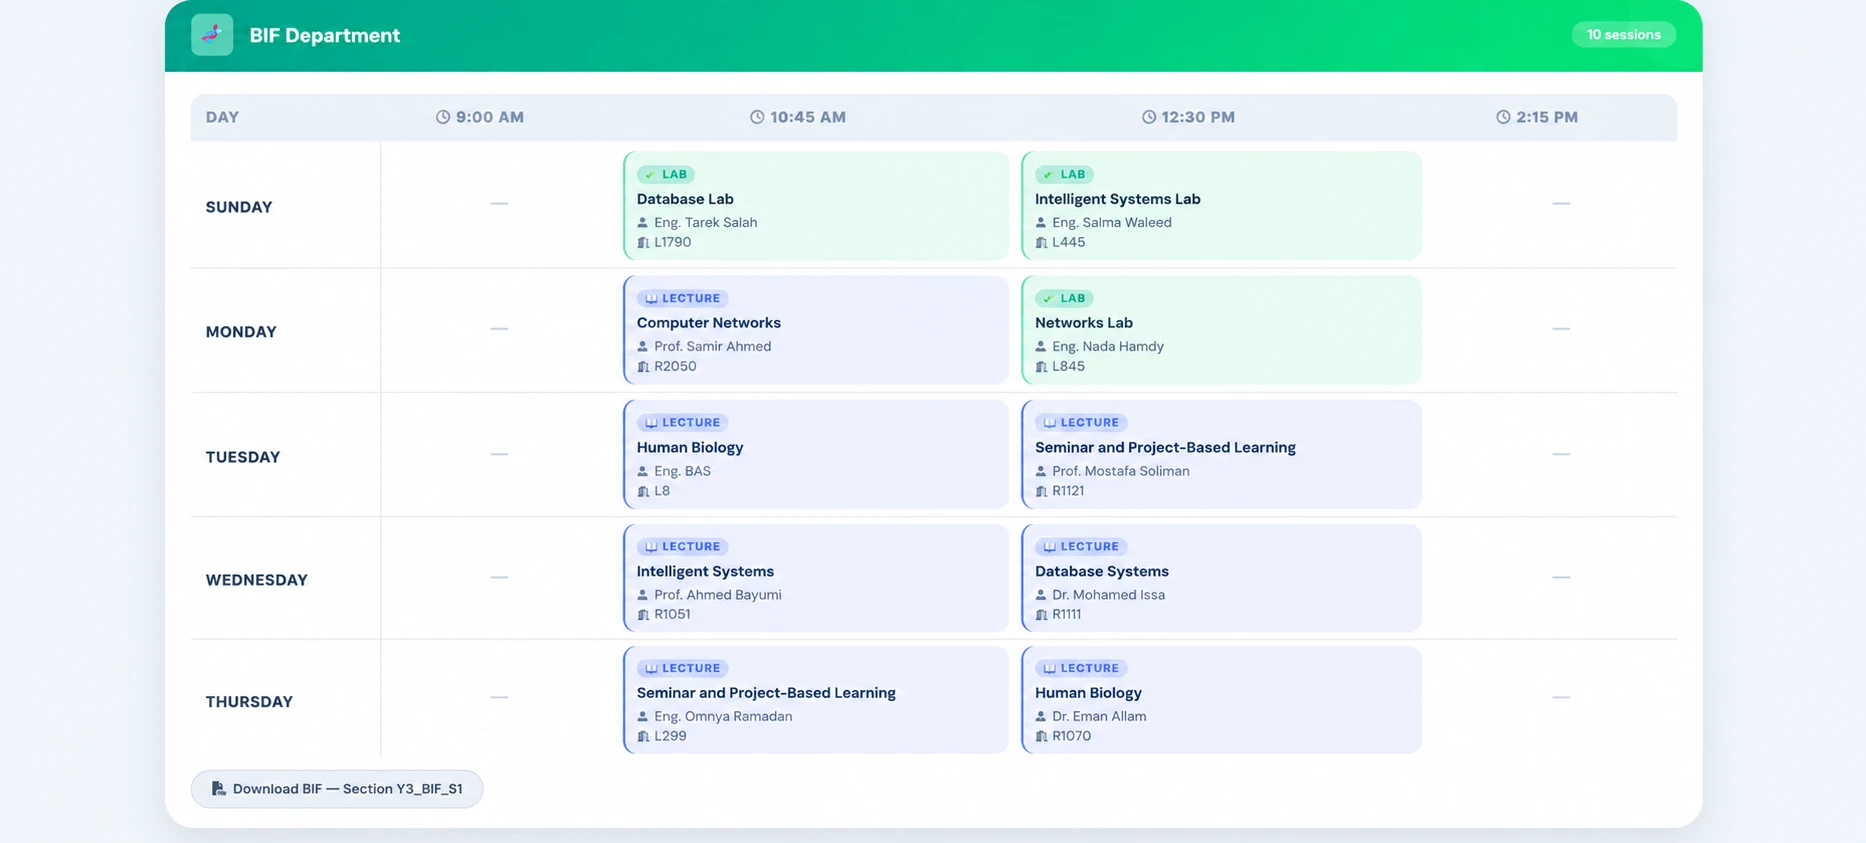 BIF Department
10 sessions
DAY
9:00 AM
10:45 AM
12:30 PM
2:15 PM
SUNDAY
—
LAB
Database Lab
Eng. Tarek Salah
L1790
LAB
Intelligent Systems Lab
Eng. Salma Waleed
L445
—
MONDAY
—
LECTURE
Computer Networks
Prof. Samir Ahmed
R2050
LAB
Networks Lab
Eng. Nada Hamdy
L845
—
TUESDAY
—
LECTURE
Human Biology
Eng. BAS
L8
LECTURE
Seminar and Project-Based Learning
Prof. Mostafa Soliman
R1121
—
WEDNESDAY
—
LECTURE
Intelligent Systems
Prof. Ahmed Bayumi
R1051
LECTURE
Database Systems
Dr. Mohamed Issa
R1111
—
THURSDAY
—
LECTURE
Seminar and Project-Based Learning
Eng. Omnya Ramadan
L299
LECTURE
Human Biology
Dr. Eman Allam
R1070
—
Download BIF — Section Y3_BIF_S1